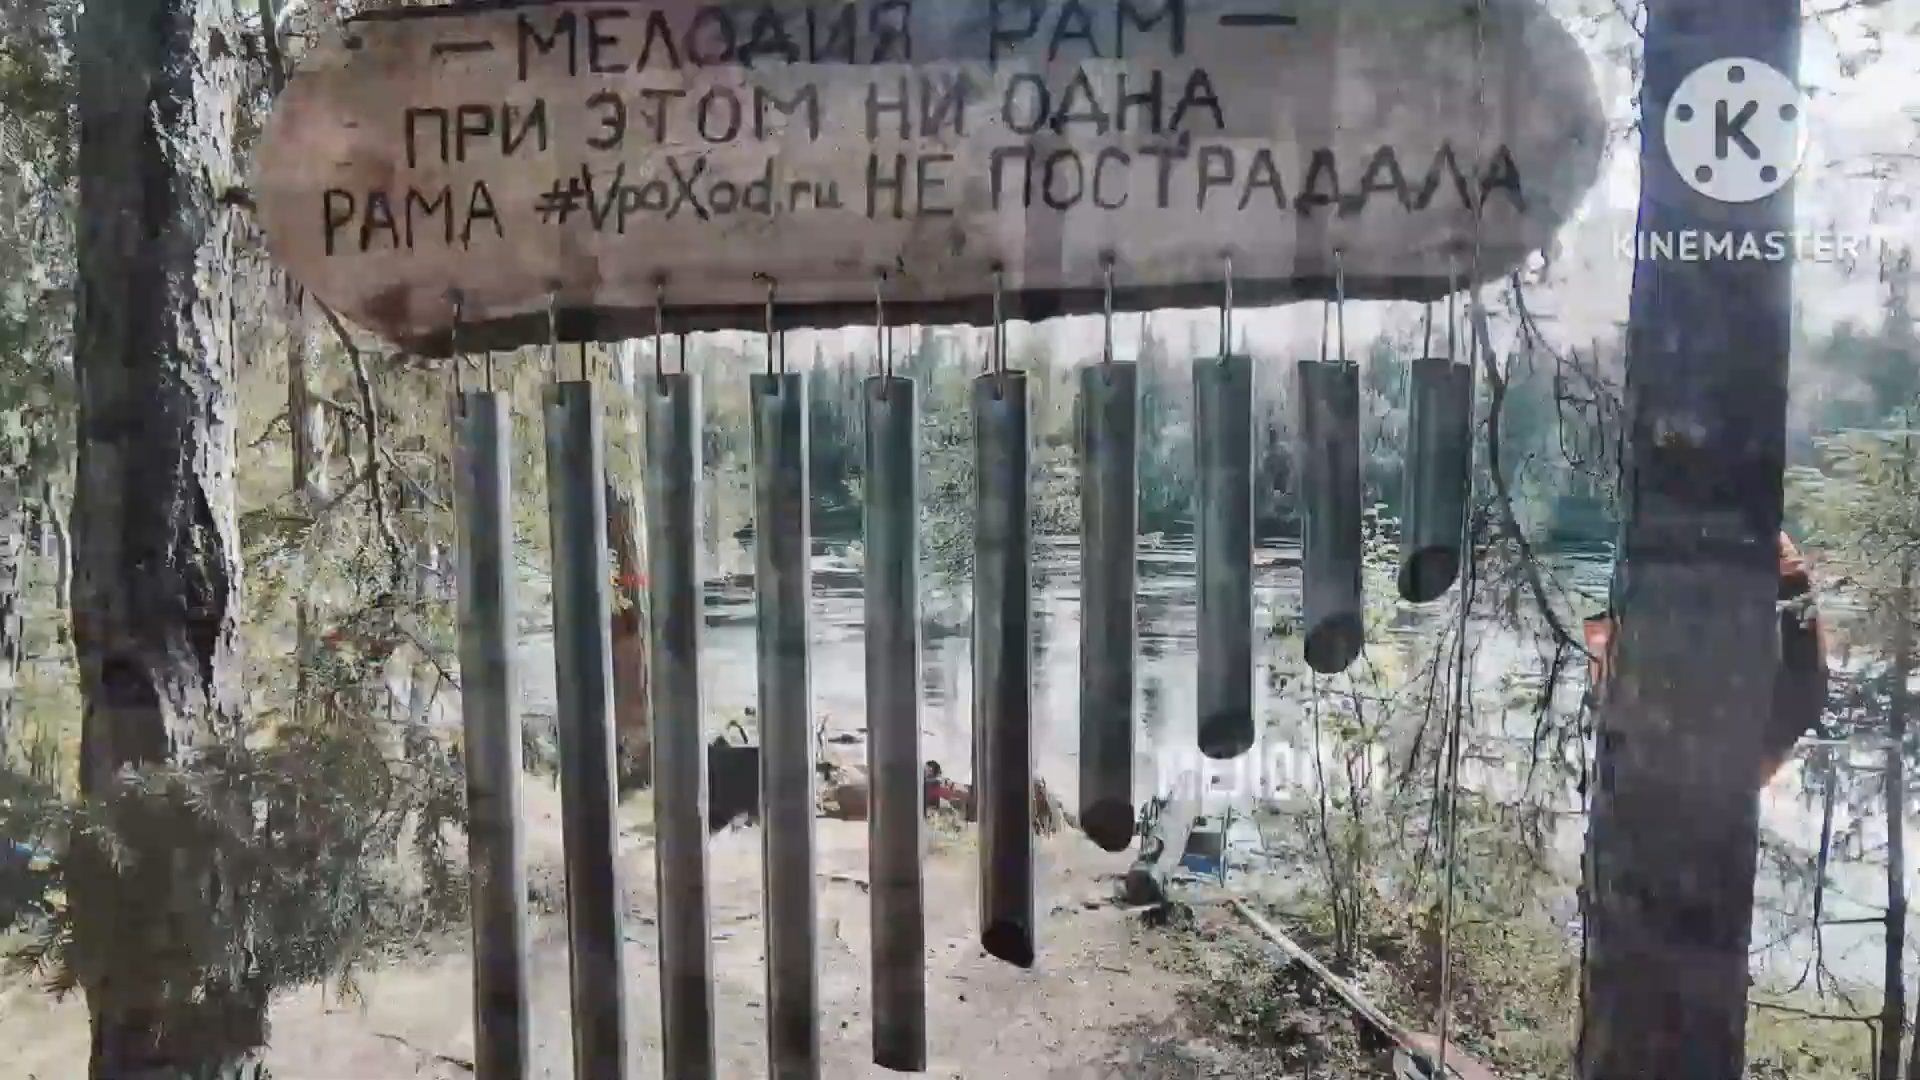 — МЕЛОДИЯ РАМ —
ПРИ ЭТОМ НИ ОДНА
РАМА #VpoXod.ru НЕ ПОСТРАДАЛА
K
KINEMASTER